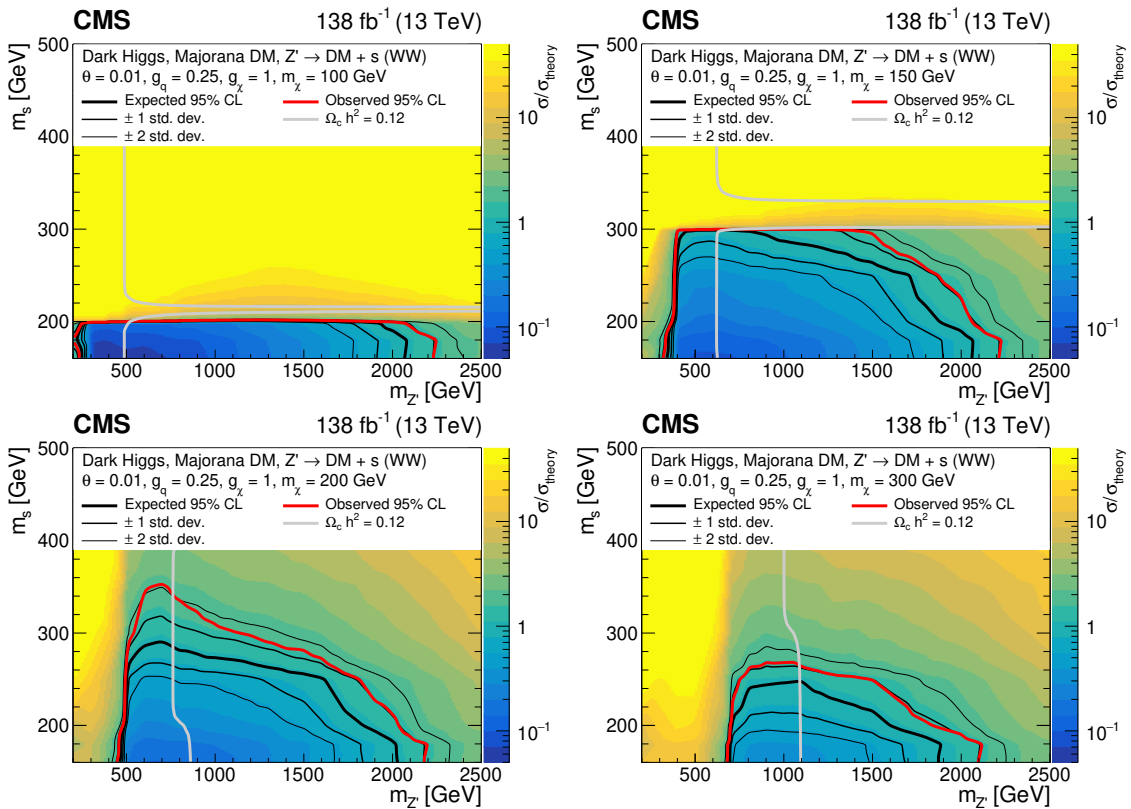 CMS 138 fb⁻¹ (13 TeV)
m_s [GeV]
500
400
300
200
Dark Higgs, Majorana DM, Z' → DM + s (WW)
θ = 0.01, g_q = 0.25, g_χ = 1, m_χ = 100 GeV
Expected 95% CL Observed 95% CL
± 1 std. dev. Ω_c h² = 0.12
± 2 std. dev.
500 1000 1500 2000 2500
m_Z' [GeV]
σ/σ_theory
10
1
10⁻¹
CMS 138 fb⁻¹ (13 TeV)
m_s [GeV]
500
400
300
200
Dark Higgs, Majorana DM, Z' → DM + s (WW)
θ = 0.01, g_q = 0.25, g_χ = 1, m_χ = 150 GeV
Expected 95% CL Observed 95% CL
± 1 std. dev. Ω_c h² = 0.12
± 2 std. dev.
500 1000 1500 2000 2500
m_Z' [GeV]
σ/σ_theory
10
1
10⁻¹
CMS 138 fb⁻¹ (13 TeV)
m_s [GeV]
500
400
300
200
Dark Higgs, Majorana DM, Z' → DM + s (WW)
θ = 0.01, g_q = 0.25, g_χ = 1, m_χ = 200 GeV
Expected 95% CL Observed 95% CL
± 1 std. dev. Ω_c h² = 0.12
± 2 std. dev.
500 1000 1500 2000 2500
m_Z' [GeV]
σ/σ_theory
10
1
10⁻¹
CMS 138 fb⁻¹ (13 TeV)
m_s [GeV]
500
400
300
200
Dark Higgs, Majorana DM, Z' → DM + s (WW)
θ = 0.01, g_q = 0.25, g_χ = 1, m_χ = 300 GeV
Expected 95% CL Observed 95% CL
± 1 std. dev. Ω_c h² = 0.12
± 2 std. dev.
500 1000 1500 2000 2500
m_Z' [GeV]
σ/σ_theory
10
1
10⁻¹